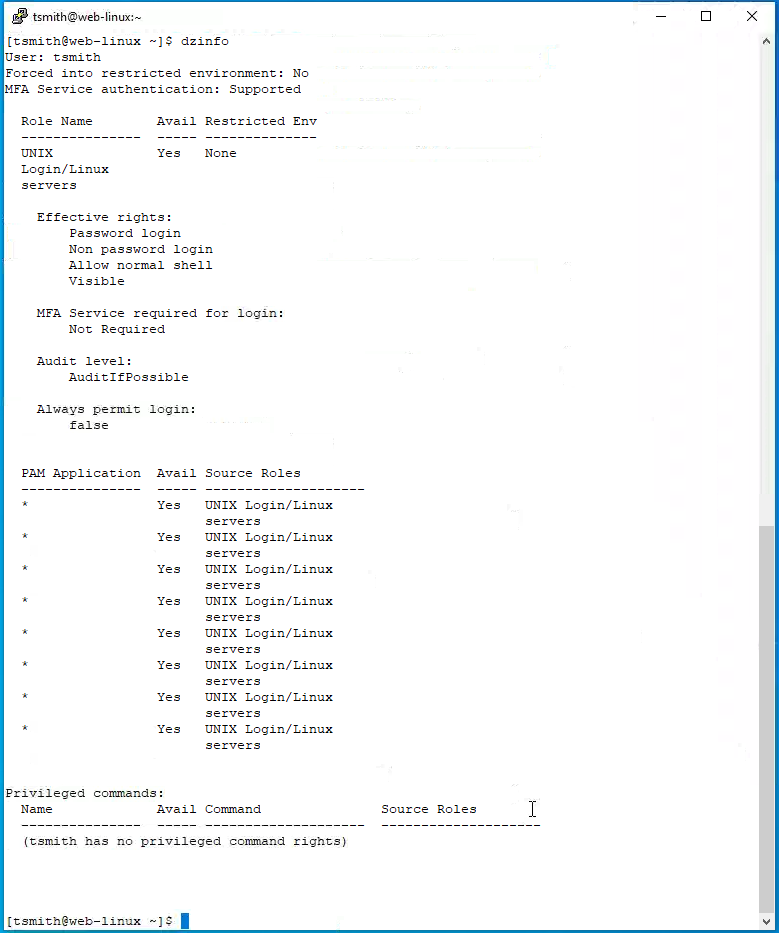 tsmith@web-linux:~
[tsmith@web-linux ~]$ dzinfo
User: tsmith
Forced into restricted environment: No
MFA Service authentication: Supported
Role Name Avail Restricted Env
--------------- ----- --------------
UNIX Yes None
Login/Linux
servers
Effective rights:
Password login
Non password login
Allow normal shell
Visible
MFA Service required for login:
Not Required
Audit level:
AuditIfPossible
Always permit login:
false
PAM Application Avail Source Roles
--------------- ----- --------------------
* Yes UNIX Login/Linux
servers
* Yes UNIX Login/Linux
servers
* Yes UNIX Login/Linux
servers
* Yes UNIX Login/Linux
servers
* Yes UNIX Login/Linux
servers
* Yes UNIX Login/Linux
servers
* Yes UNIX Login/Linux
servers
* Yes UNIX Login/Linux
servers
Privileged commands:
Name Avail Command Source Roles
--------------- ----- -------------------- --------------------
(tsmith has no privileged command rights)
[tsmith@web-linux ~]$